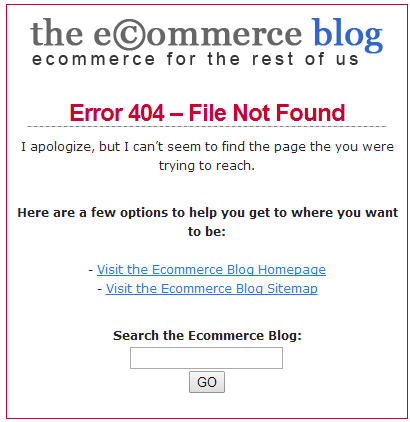 the e©ommerce blog
ecommerce for the rest of us
Error 404 – File Not Found
I apologize, but I can't seem to find the page the you were
trying to reach.
Here are a few options to help you get to where you want
to be:
- Visit the Ecommerce Blog Homepage
- Visit the Ecommerce Blog Sitemap
Search the Ecommerce Blog:
GO